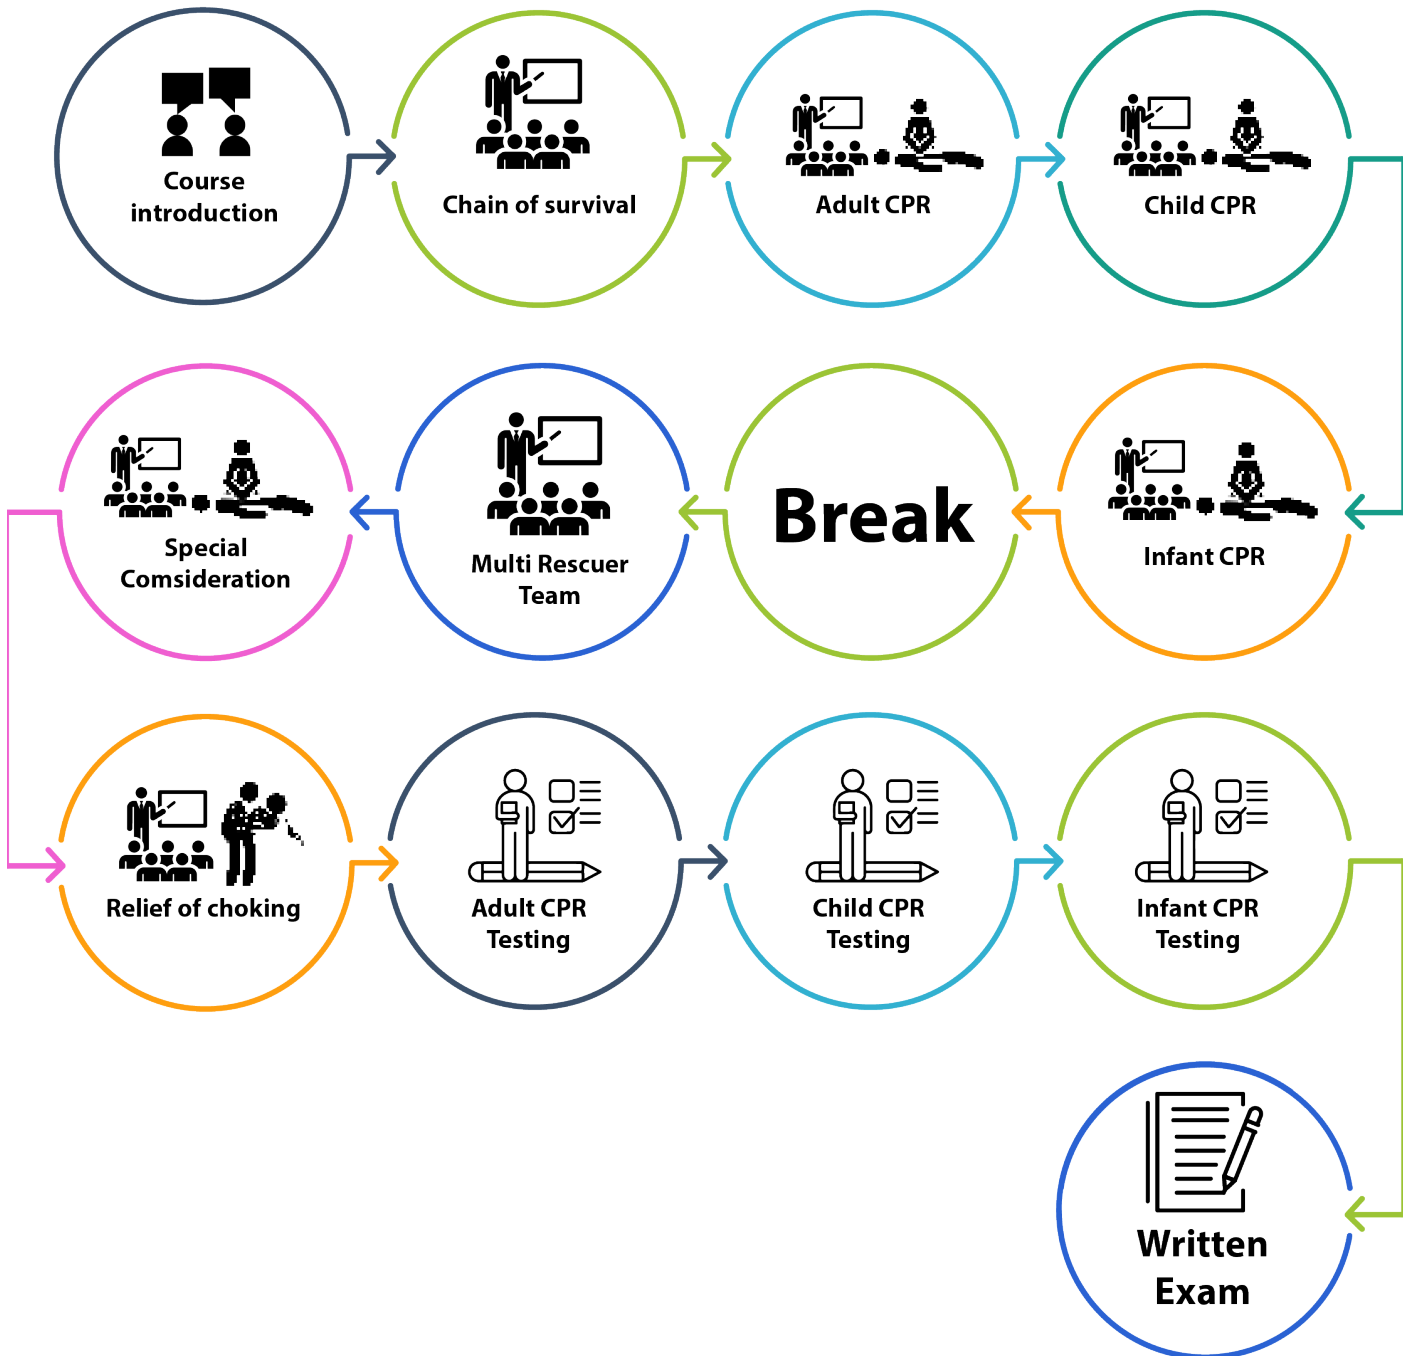 Course
introduction
Chain of survival
Adult CPR
Child CPR
Infant CPR
Break
Multi Rescuer
Team
Special
Comsideration
Relief of choking
Adult CPR
Testing
Child CPR
Testing
Infant CPR
Testing
Written
Exam